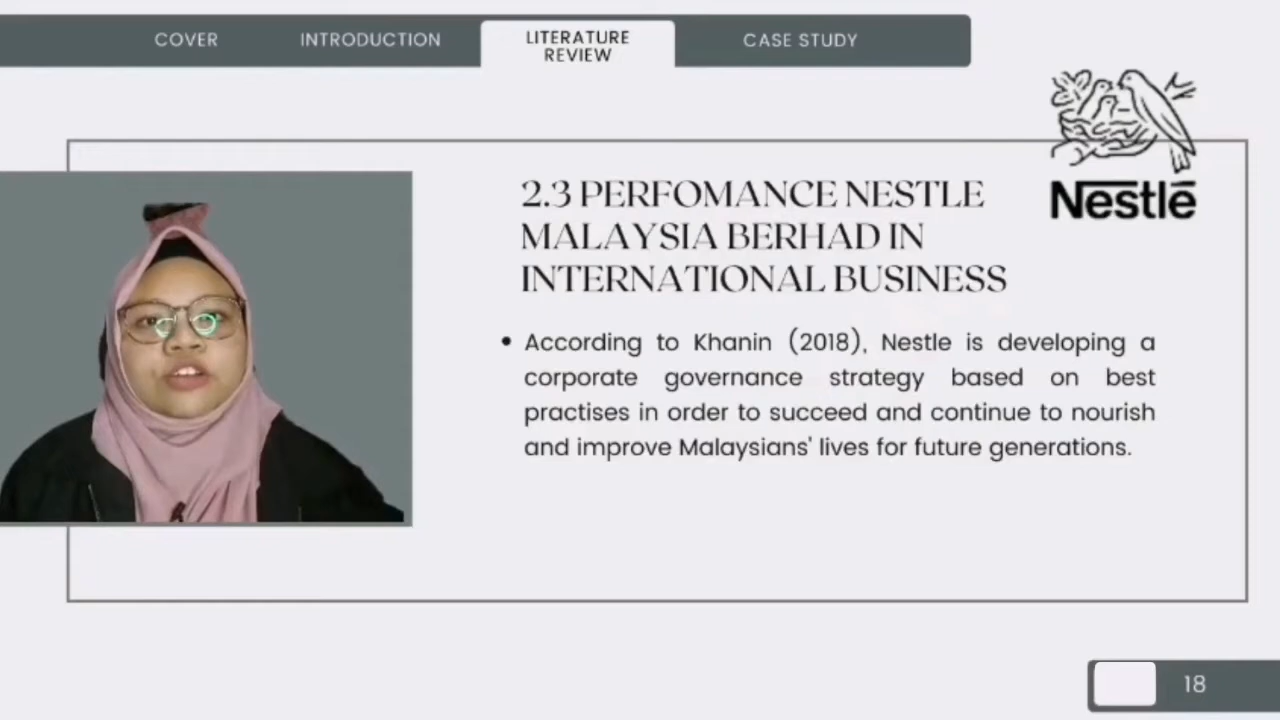 COVER
INTRODUCTION
LITERATURE
REVIEW
CASE STUDY
Nestlē
2.3 PERFOMANCE NESTLE
MALAYSIA BERHAD IN
INTERNATIONAL BUSINESS
• According to Khanin (2018), Nestle is developing a
corporate governance strategy based on best
practises in order to succeed and continue to nourish
and improve Malaysians' lives for future generations.
18